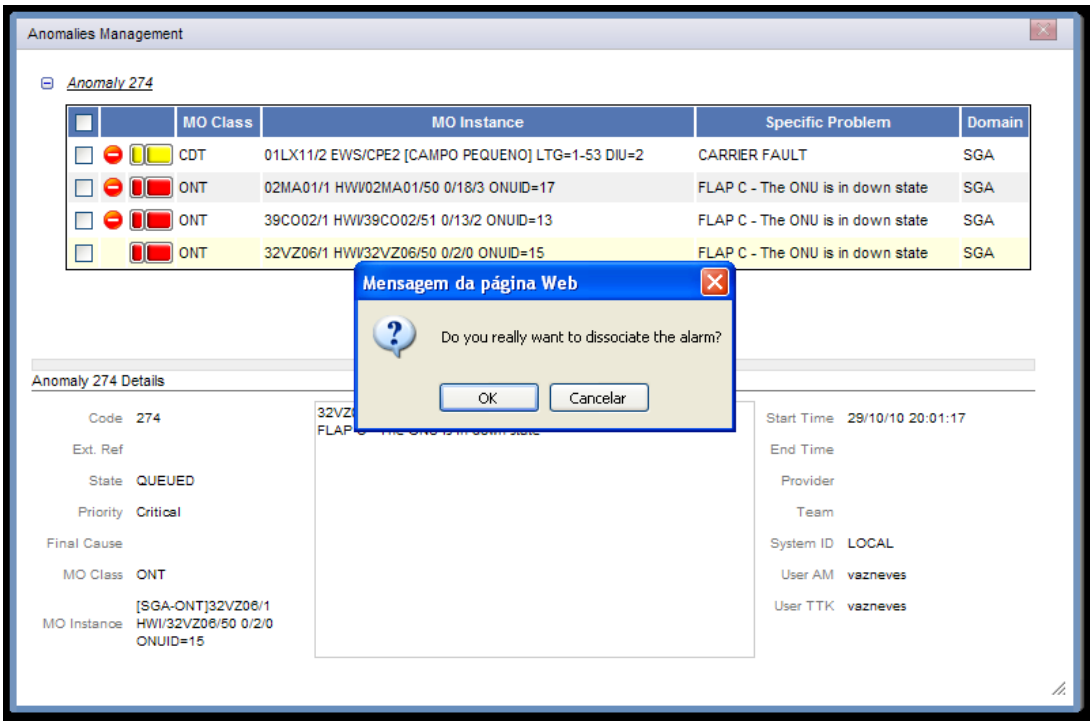 Anomalies Management
Anomaly 274
MO Class MO Instance Specific Problem Domain
CDT 01LX11/2 EWS/CPE2 [CAMPO PEQUENO] LTG=1-53 DIU=2 CARRIER FAULT SGA
ONT 02MA01/1 HWI/02MA01/50 0/18/3 ONUID=17 FLAP C - The ONU is in down state SGA
ONT 39CO02/1 HWI/39CO02/51 0/13/2 ONUID=13 FLAP C - The ONU is in down state SGA
ONT 32VZ06/1 HWI/32VZ06/50 0/2/0 ONUID=15 FLAP C - The ONU is in down state SGA
Mensagem da página Web
Do you really want to dissociate the alarm?
OK Cancelar
Anomaly 274 Details
Code 274
Ext. Ref
State QUEUED
Priority Critical
Final Cause
MO Class ONT
MO Instance [SGA-ONT]32VZ06/1
HWI/32VZ06/50 0/2/0
ONUID=15
FLAP C - The ONU is in down state
Start Time 29/10/10 20:01:17
End Time
Provider
Team
System ID LOCAL
User AM vazneves
User TTK vazneves